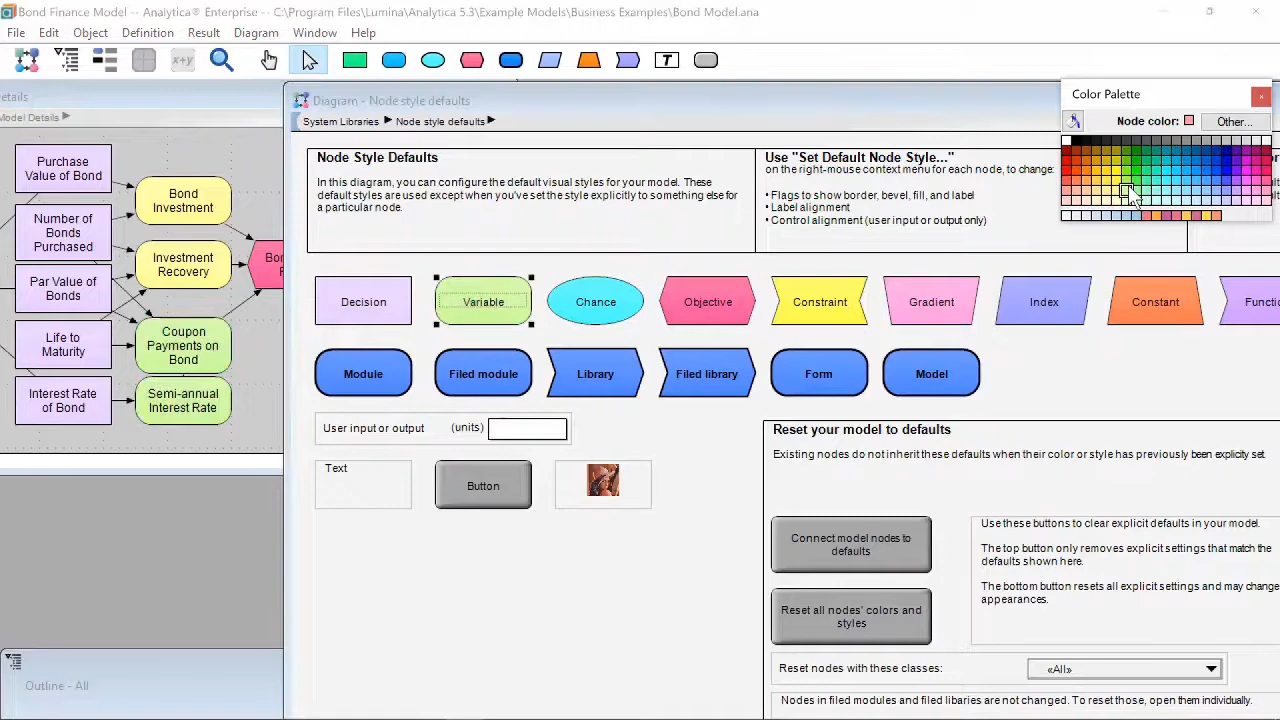 Bond Finance Model -- Analytica® Enterprise -- C:\Program Files\Lumina\Analytica 5.3\Example Models\Business Examples\Bond Model.ana
File Edit Object Definition Result Diagram Window Help
x+y
T
etails
Model Details
Purchase
Value of Bond
Number of
Bonds
Purchased
Par Value of
Bonds
Life to
Maturity
Interest Rate
of Bond
Bond
Investment
Investment
Recovery
Coupon
Payments on
Bond
Semi-annual
Interest Rate
Bo
Outline - All
Diagram - Node style defaults
System Libraries Node style defaults
Node Style Defaults
In this diagram, you can configure the default visual styles for your model. These
default styles are used except when you've set the style explicitly to something else for
a particular node.
Use "Set Default Node Style..."
on the right-mouse context menu for each node, to change:
• Flags to show border, bevel, fill, and label
• Label alignment
• Control alignment (user input or output only)
Color Palette
x
Node color:
Other...
Decision
Variable
Chance
Objective
Constraint
Gradient
Index
Constant
Functi
Module
Filed module
Library
Filed library
Form
Model
User input or output (units)
Text
Button
Reset your model to defaults
Existing nodes do not inherit these defaults when their color or style has previously been explicitly set.
Connect model nodes to
defaults
Reset all nodes' colors and
styles
Use these buttons to clear explicit defaults in your model.
The top button only removes explicit settings that match the
defaults shown here.
The bottom button resets all explicit settings and may change
appearances.
Reset nodes with these classes: «All»
Nodes in filed modules and filed libaries are not changed. To reset those, open them individually.